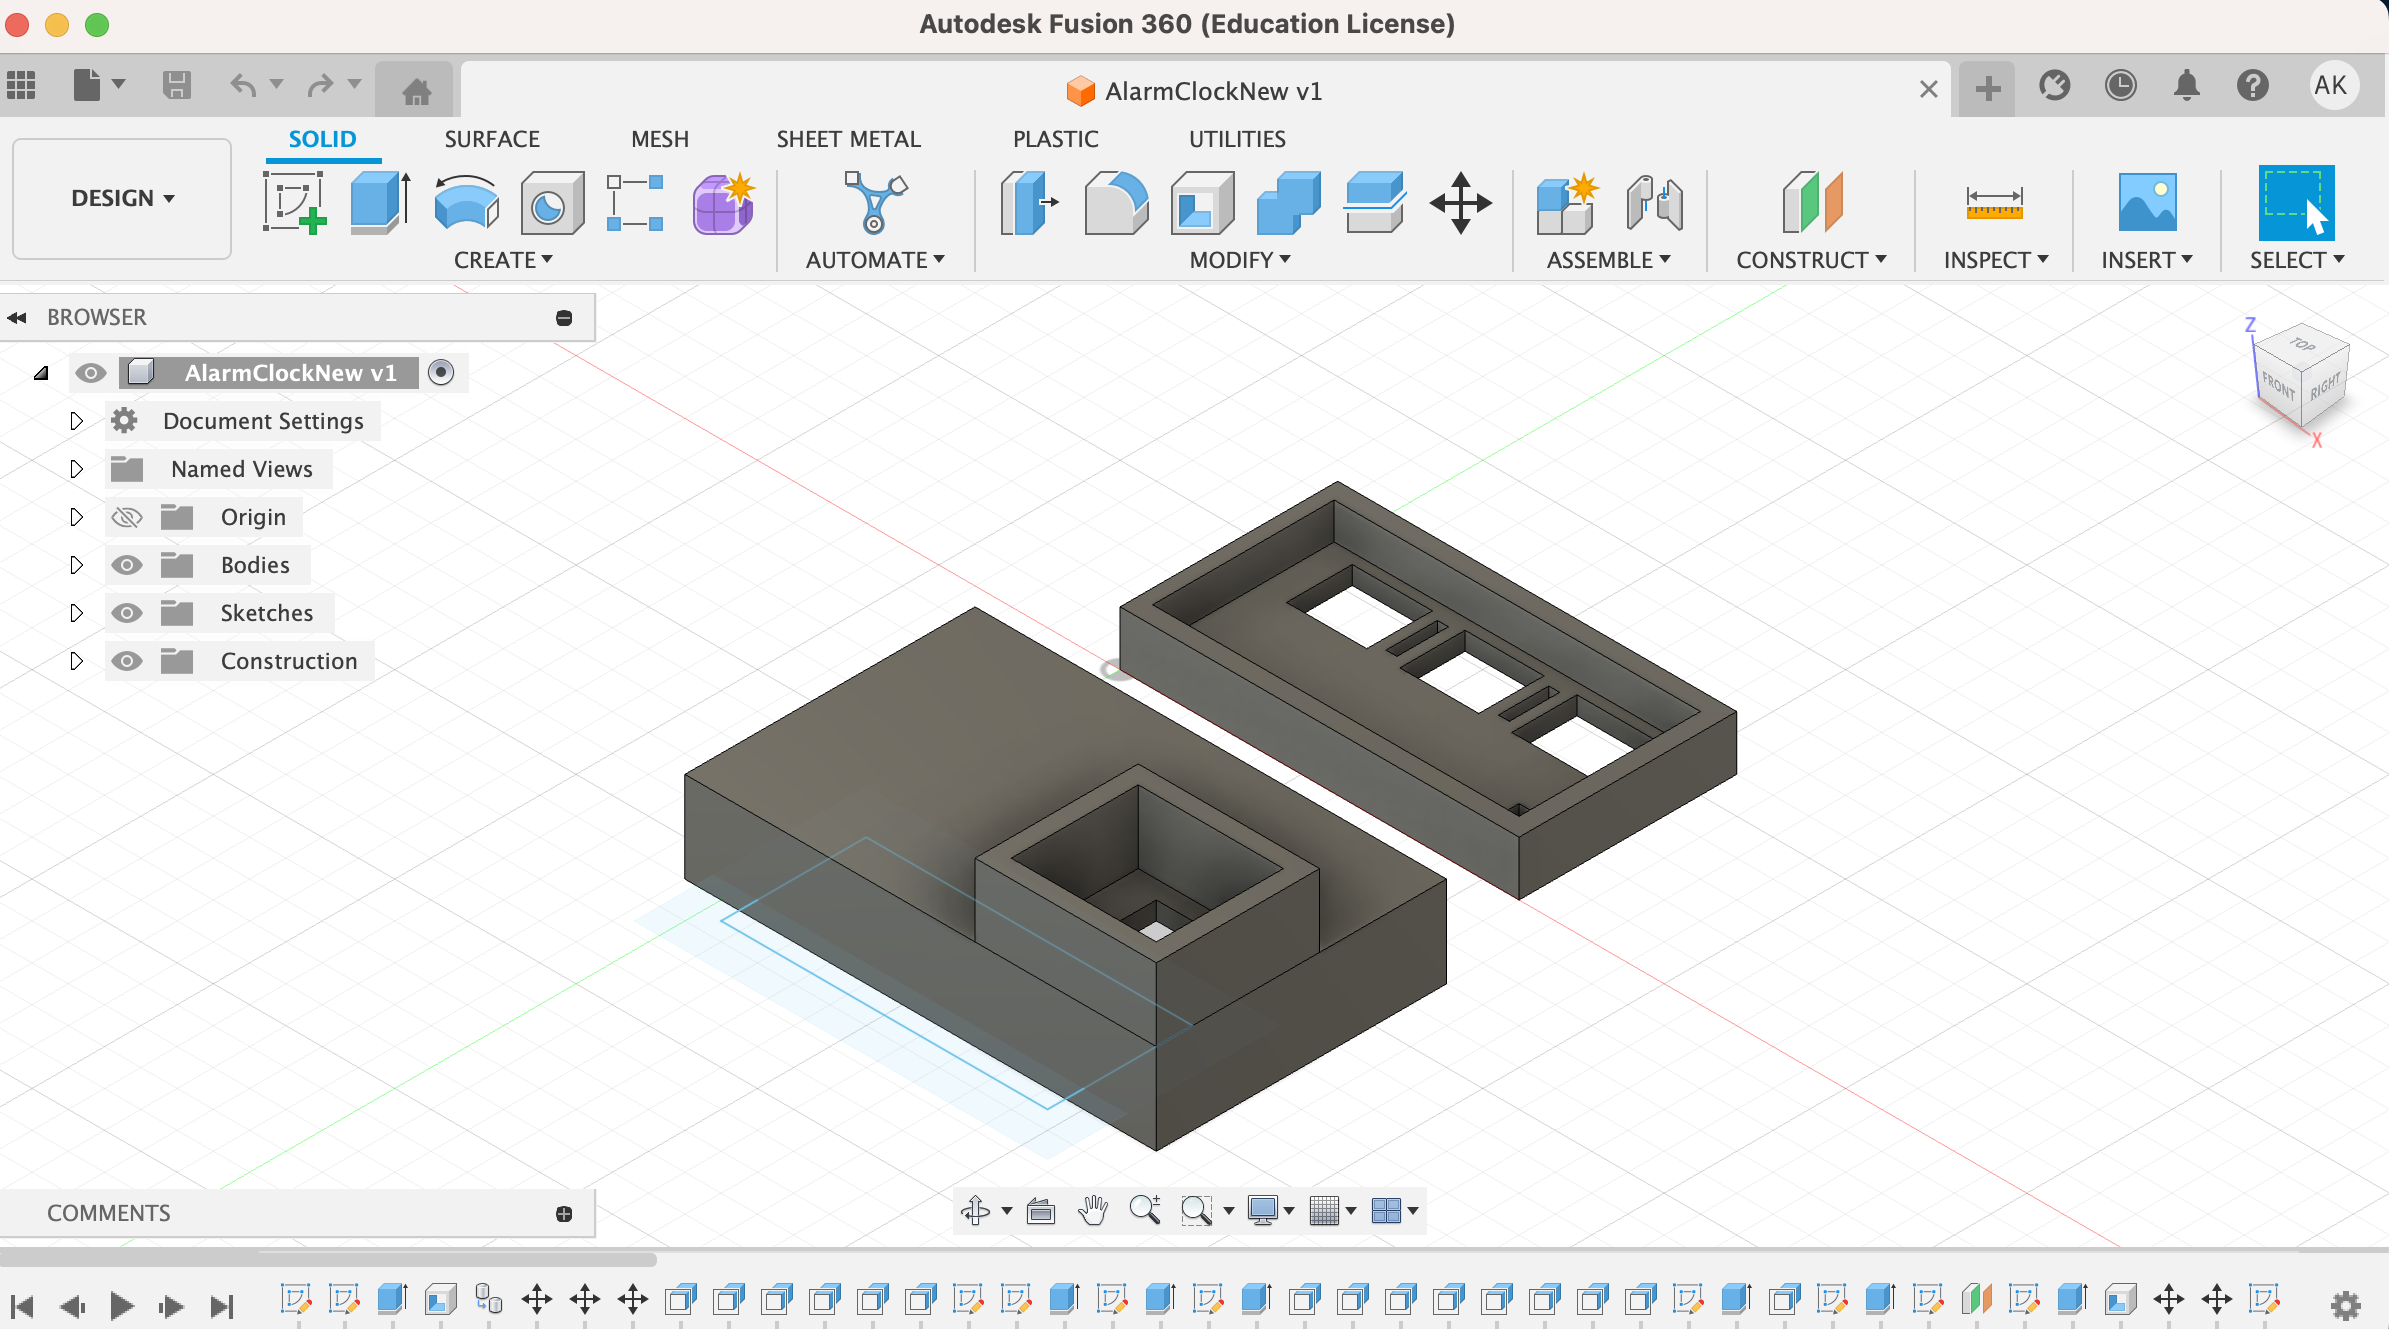 Autodesk Fusion 360 (Education License)
AlarmClockNew v1
AK
SOLID SURFACE MESH SHEET METAL PLASTIC UTILITIES
DESIGN
CREATE AUTOMATE MODIFY ASSEMBLE CONSTRUCT INSPECT INSERT SELECT
BROWSER
AlarmClockNew v1
Document Settings
Named Views
Origin
Bodies
Sketches
Construction
Z
TOP
FRONT RIGHT
X
COMMENTS